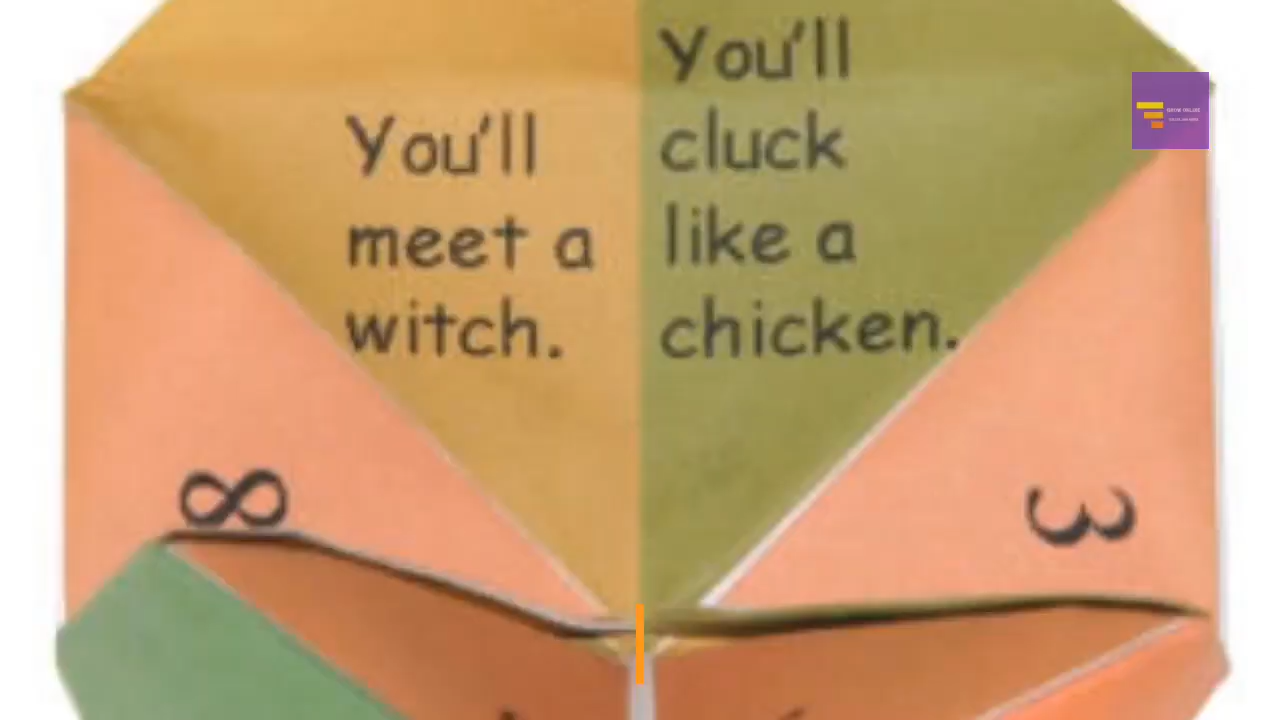 You'll
meet a
witch.
You'll
cluck
like a
chicken.
8
3